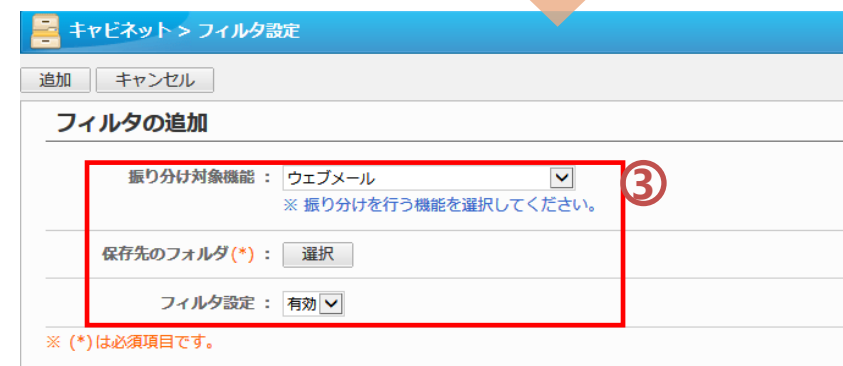 キャビネット > フィルタ設定
追加 キャンセル
フィルタの追加
振り分け対象機能 : ウェブメール
③
※ 振り分けを行う機能を選択してください。
保存先のフォルダ(*) : 選択
フィルタ設定 : 有効
※ (*)は必須項目です。